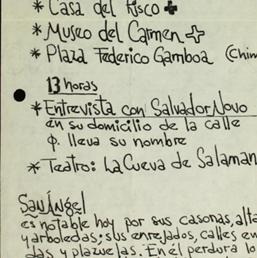 * Casa del Risco ✚
* Museo del Carmen ✢
* Plaza Federico Gamboa (Chim
13 horas
* Entrevista con Salvador Novo
en su domicilio de la calle
q. lleva su nombre
* Teatro: La Cueva de Salaman
San Ángel
es notable hoy por sus casonas, alta
y arboledas; sus enrejados, calles en
das y plazuelas. En él perdura lo